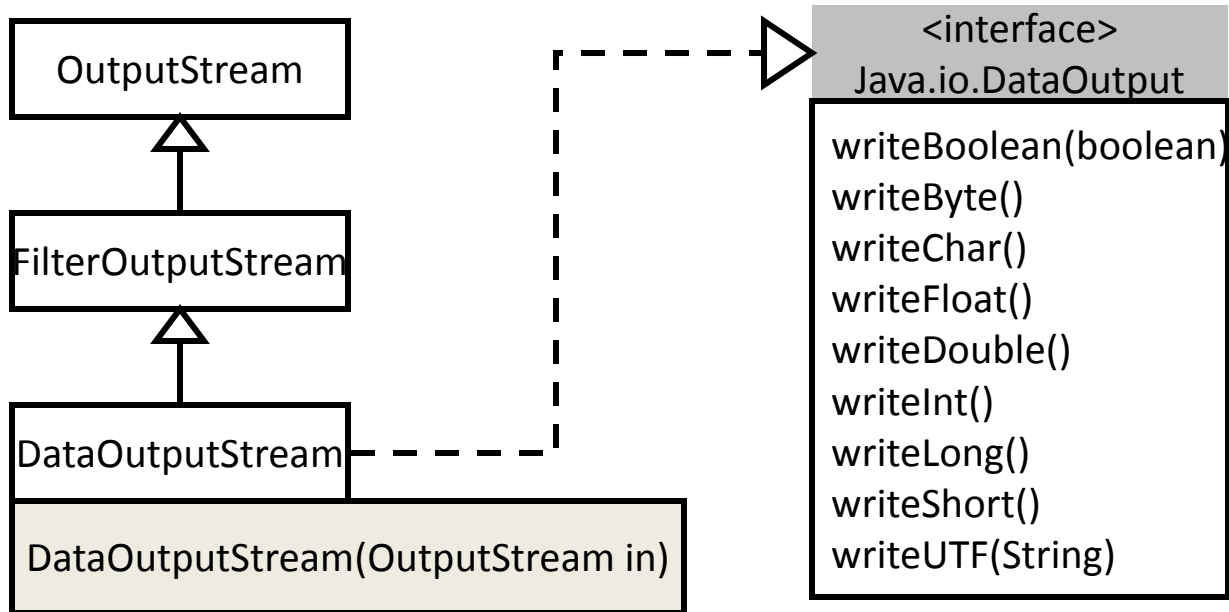 OutputStream
FilterOutputStream
DataOutputStream
DataOutputStream(OutputStream in)
<interface>
Java.io.DataOutput
writeBoolean(boolean)
writeByte()
writeChar()
writeFloat()
writeDouble()
writeInt()
writeLong()
writeShort()
writeUTF(String)